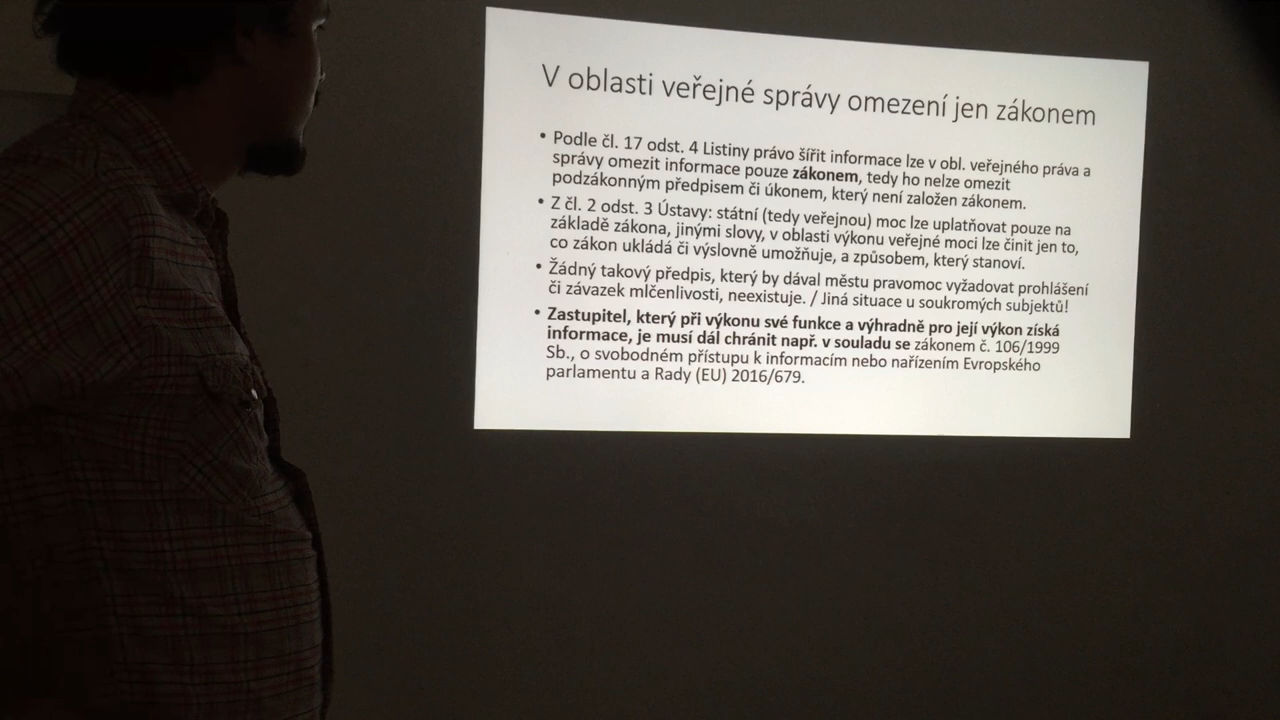 V oblasti veřejné správy omezení jen zákonem
• Podle čl. 17 odst. 4 Listiny právo šířit informace lze v obl. veřejného práva a
správy omezit informace pouze zákonem, tedy ho nelze omezit
podzákonným předpisem či úkonem, který není založen zákonem.
• Z čl. 2 odst. 3 Ústavy: státní (tedy veřejnou) moc lze uplatňovat pouze na
základě zákona, jinými slovy, v oblasti výkonu veřejné moci lze činit jen to,
co zákon ukládá či výslovně umožňuje, a způsobem, který stanoví.
• Žádný takový předpis, který by dával městu pravomoc vyžadovat prohlášení
či závazek mlčenlivosti, neexistuje. / Jiná situace u soukromých subjektů!
• Zastupitel, který při výkonu své funkce a výhradně pro její výkon získá
informace, je musí dál chránit např. v souladu se zákonem č. 106/1999
Sb., o svobodném přístupu k informacím nebo nařízením Evropského
parlamentu a Rady (EU) 2016/679.